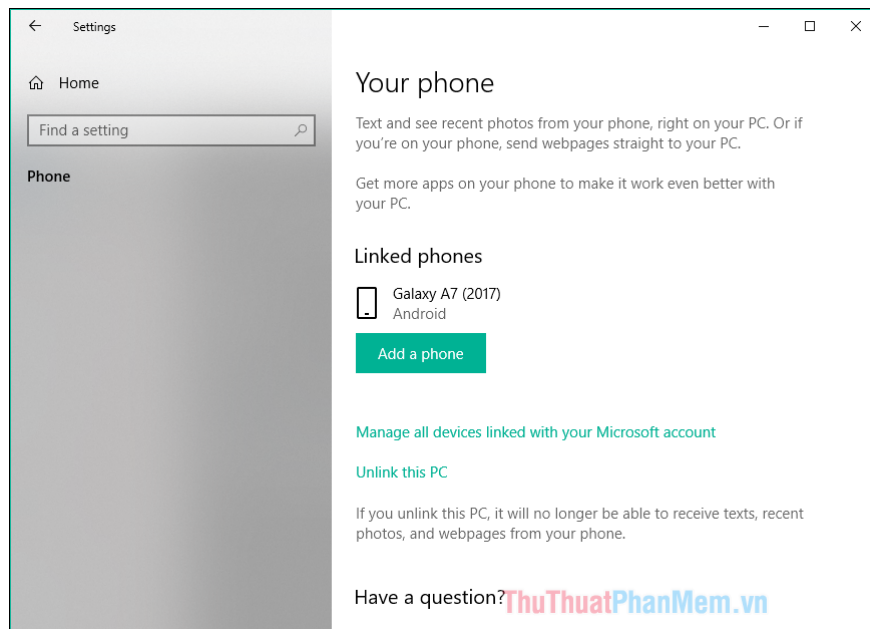 Settings
Home
Find a setting
Phone
Your phone
Text and see recent photos from your phone, right on your PC. Or if
you're on your phone, send webpages straight to your PC.
Get more apps on your phone to make it work even better with
your PC.
Linked phones
Galaxy A7 (2017)
Android
Add a phone
Manage all devices linked with your Microsoft account
Unlink this PC
If you unlink this PC, it will no longer be able to receive texts, recent
photos, and webpages from your phone.
Have a question?
ThuThuatPhanMem.vn